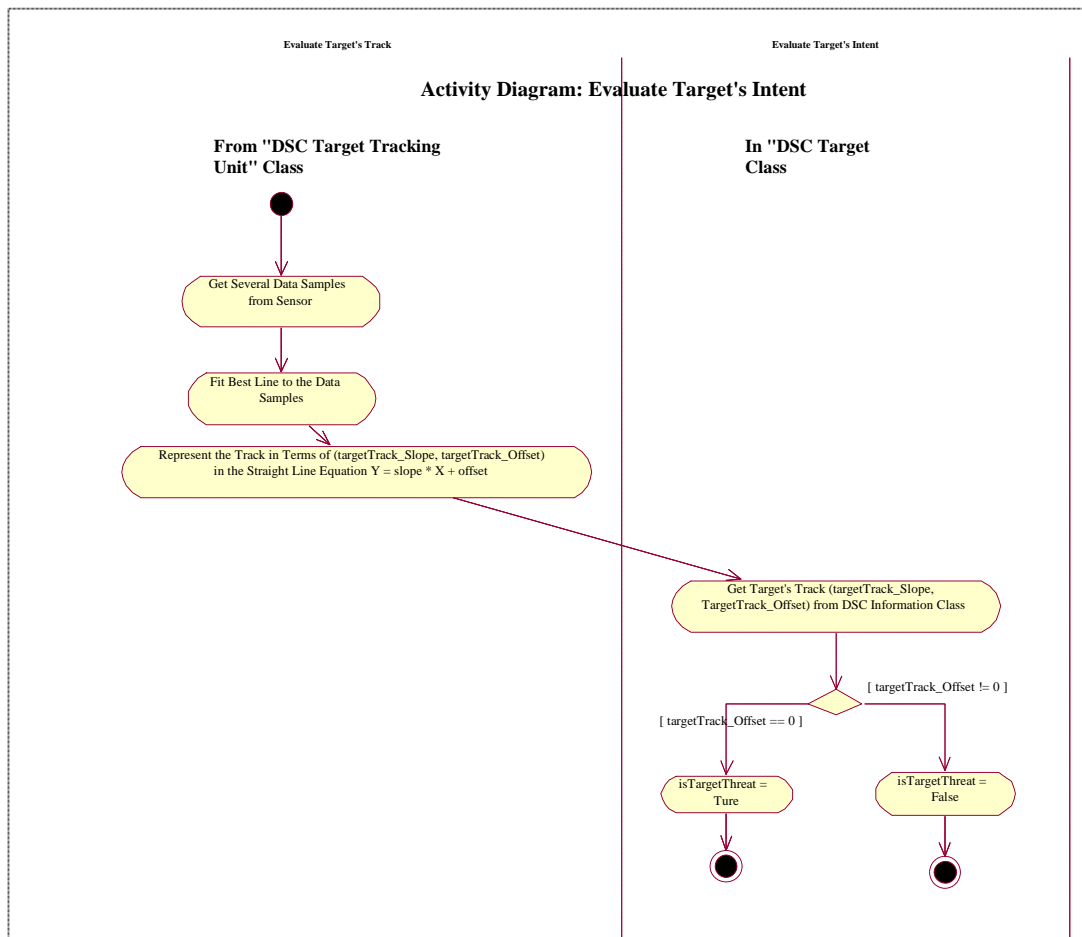 Evaluate Target's Track
Evaluate Target's Intent
Activity Diagram: Evaluate Target's Intent
From "DSC Target Tracking
Unit" Class
In "DSC Target
Class
Get Several Data Samples
from Sensor
Fit Best Line to the Data
Samples
Represent the Track in Terms of (targetTrack_Slope, targetTrack_Offset)
in the Straight Line Equation Y = slope * X + offset
Get Target's Track (targetTrack_Slope,
TargetTrack_Offset) from DSC Information Class
[ targetTrack_Offset != 0 ]
[ targetTrack_Offset == 0 ]
isTargetThreat =
Ture
isTargetThreat =
False